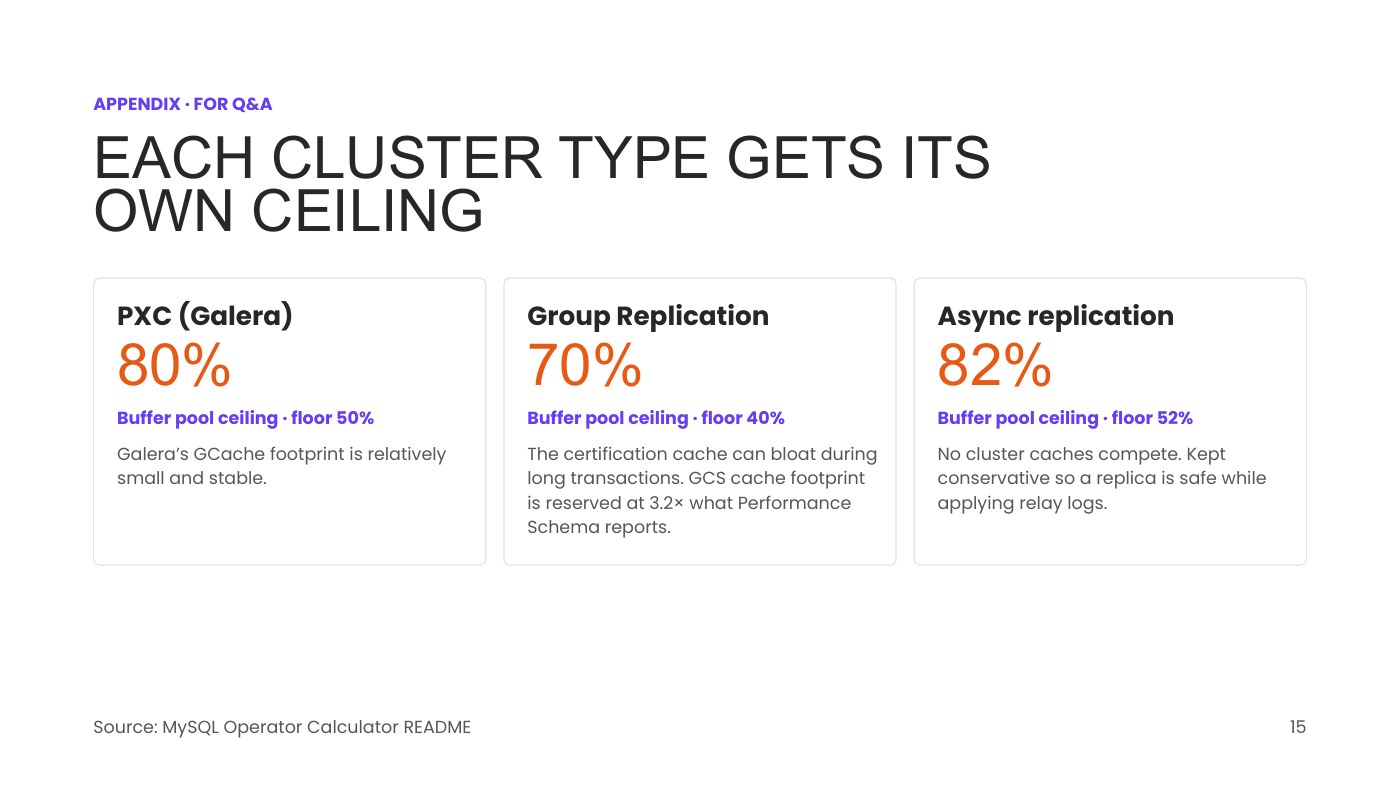 APPENDIX · FOR Q&A
EACH CLUSTER TYPE GETS ITS
OWN CEILING
PXC (Galera)
80%
Buffer pool ceiling · floor 50%
Galera’s GCache footprint is relatively
small and stable.
Group Replication
70%
Buffer pool ceiling · floor 40%
The certification cache can bloat during
long transactions. GCS cache footprint
is reserved at 3.2× what Performance
Schema reports.
Async replication
82%
Buffer pool ceiling · floor 52%
No cluster caches compete. Kept
conservative so a replica is safe while
applying relay logs.
Source: MySQL Operator Calculator README
15